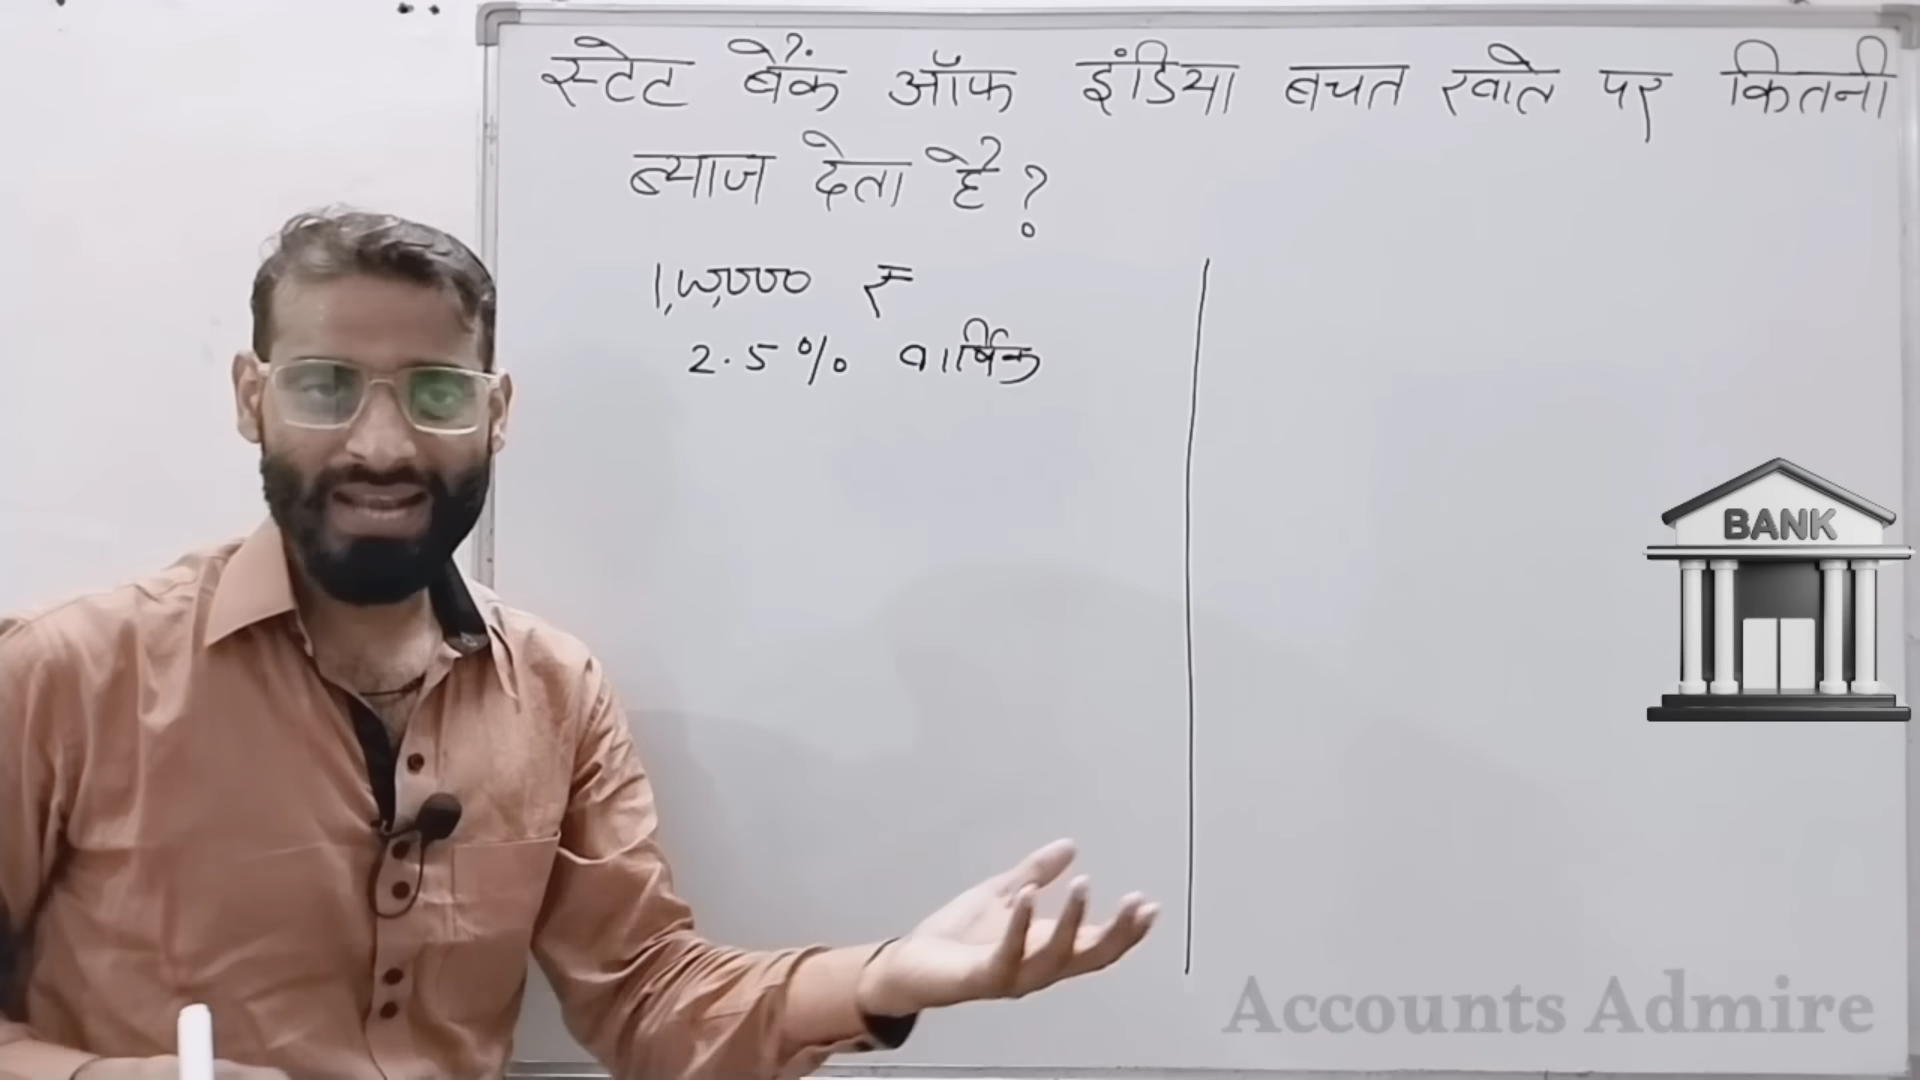 स्टेट बैंक ऑफ इंडिया बचत खाते पर कितनी
ब्याज देता है?
1,00,000 ₹
2.5% वार्षिक
BANK
Accounts Admire